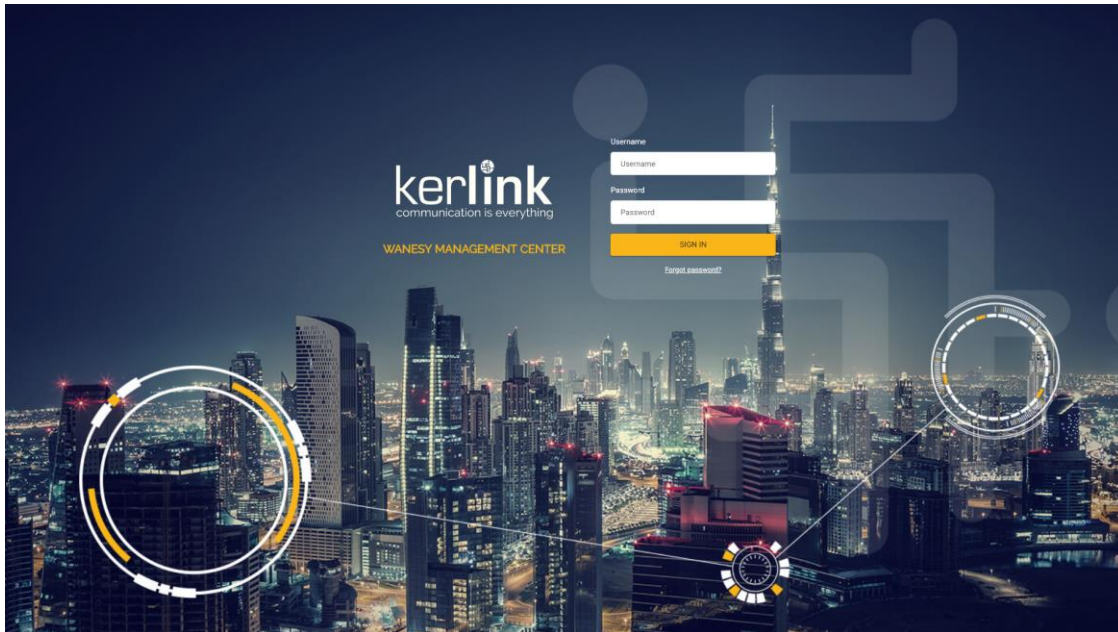 kerlink
communication is everything
WANESY MANAGEMENT CENTER
Username
Username
Password
Password
SIGN IN
Forgot password?